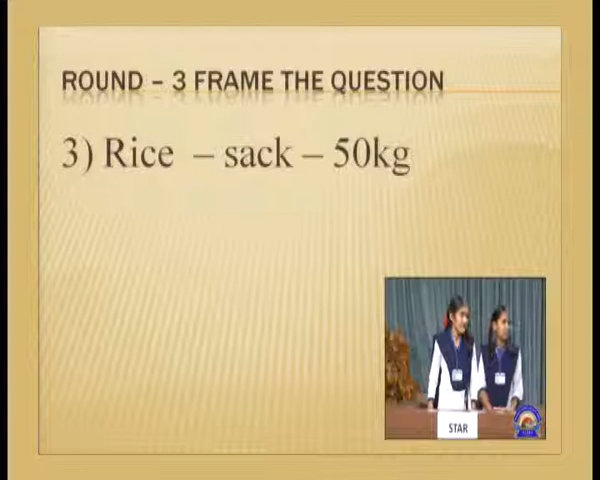 ROUND – 3 FRAME THE QUESTION
3) Rice – sack – 50kg
STAR